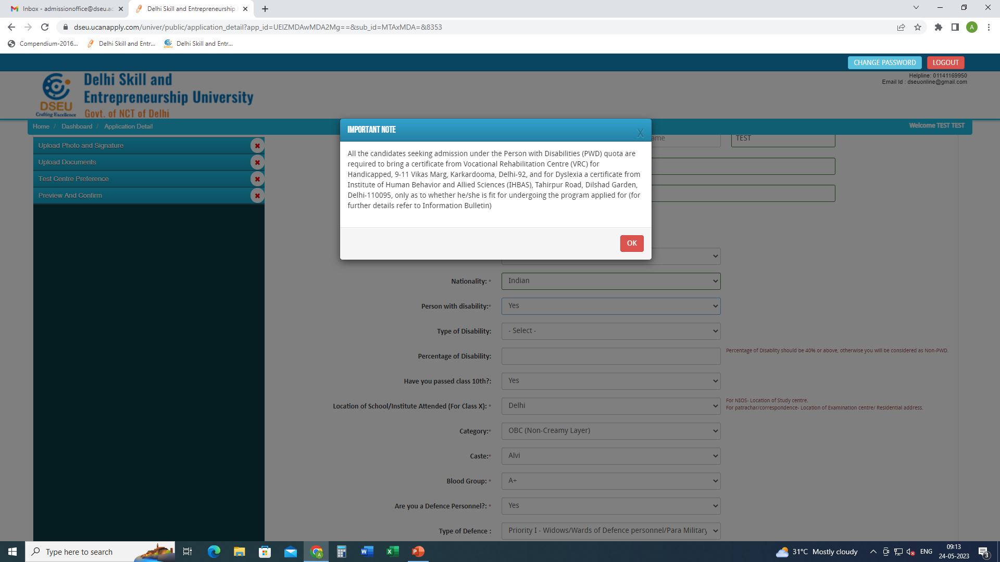 Inbox - admissionoffice@dseu.ac
Delhi Skill and Entrepreneurship
dseu.ucanapply.com/univer/public/application_detail?app_id=UEIZMDAwMDA2Mg==&sub_id=MTAxMDA=&8353
A
Compendium-2016...
Delhi Skill and Entr...
Delhi Skill and Entr...
CHANGE PASSWORD
LOGOUT
Helpline: 01141169950
Email Id : dseuonline@gmail.com
DSEU
Crafting Excellence
Delhi Skill and
Entrepreneurship University
Govt. of NCT of Delhi
Home / Dashboard / Application Detail
Welcome TEST TEST
Upload Photo and Signature
Upload Documents
Test Centre Preference
Preview And Confirm
IMPORTANT NOTE
X
All the candidates seeking admission under the Person with Disabilities (PWD) quota are
required to bring a certificate from Vocational Rehabilitation Centre (VRC) for
Handicapped, 9-11 Vikas Marg, Karkardooma, Delhi-92, and for Dyslexia a certificate from
Institute of Human Behavior and Allied Sciences (IHBAS), Tahirpur Road, Dilshad Garden,
Delhi-110095, only as to whether he/she is fit for undergoing the program applied for (for
further details refer to Information Bulletin)
OK
TEST
Nationality: * Indian
Person with disability:* Yes
Type of Disability: - Select -
Percentage of Disability:
Percentage of Disablity should be 40% or above, otherwise you will be considered as Non-PWD.
Have you passed class 10th?: Yes
Location of School/Institute Attended (For Class X): * Delhi
For NIOS- Location of Study centre.
For patrachar/correspondence- Location of Examination centre/ Residential address.
Category:* OBC (Non-Creamy Layer)
Caste:* Alvi
Blood Group: * A+
Are you a Defence Personnel?: * Yes
Type of Defence : Priority I - Widows/Wards of Defence personnel/Para Military
Type here to search
31°C Mostly cloudy
ENG
09:13
24-05-2023
3